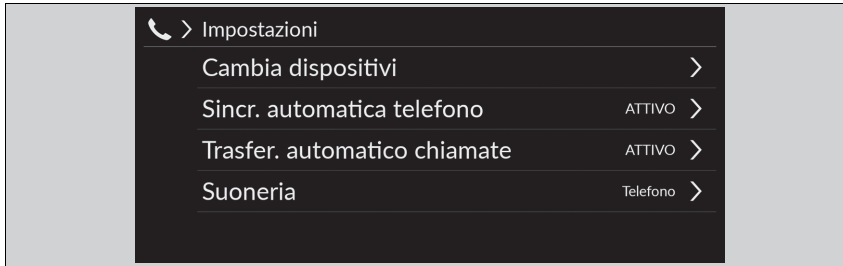 Impostazioni
Cambia dispositivi
Sincr. automatica telefono ATTIVO
Trasfer. automatico chiamate ATTIVO
Suoneria Telefono